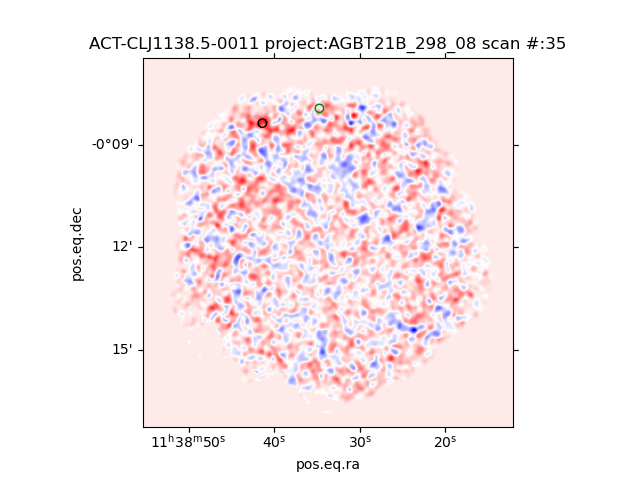 ACT-CLJ1138.5-0011 project:AGBT21B_298_08 scan #:35
-0°09'
12'
15'
pos.eq.dec
11ʰ38ᵐ50ˢ 40ˢ 30ˢ 20ˢ
pos.eq.ra